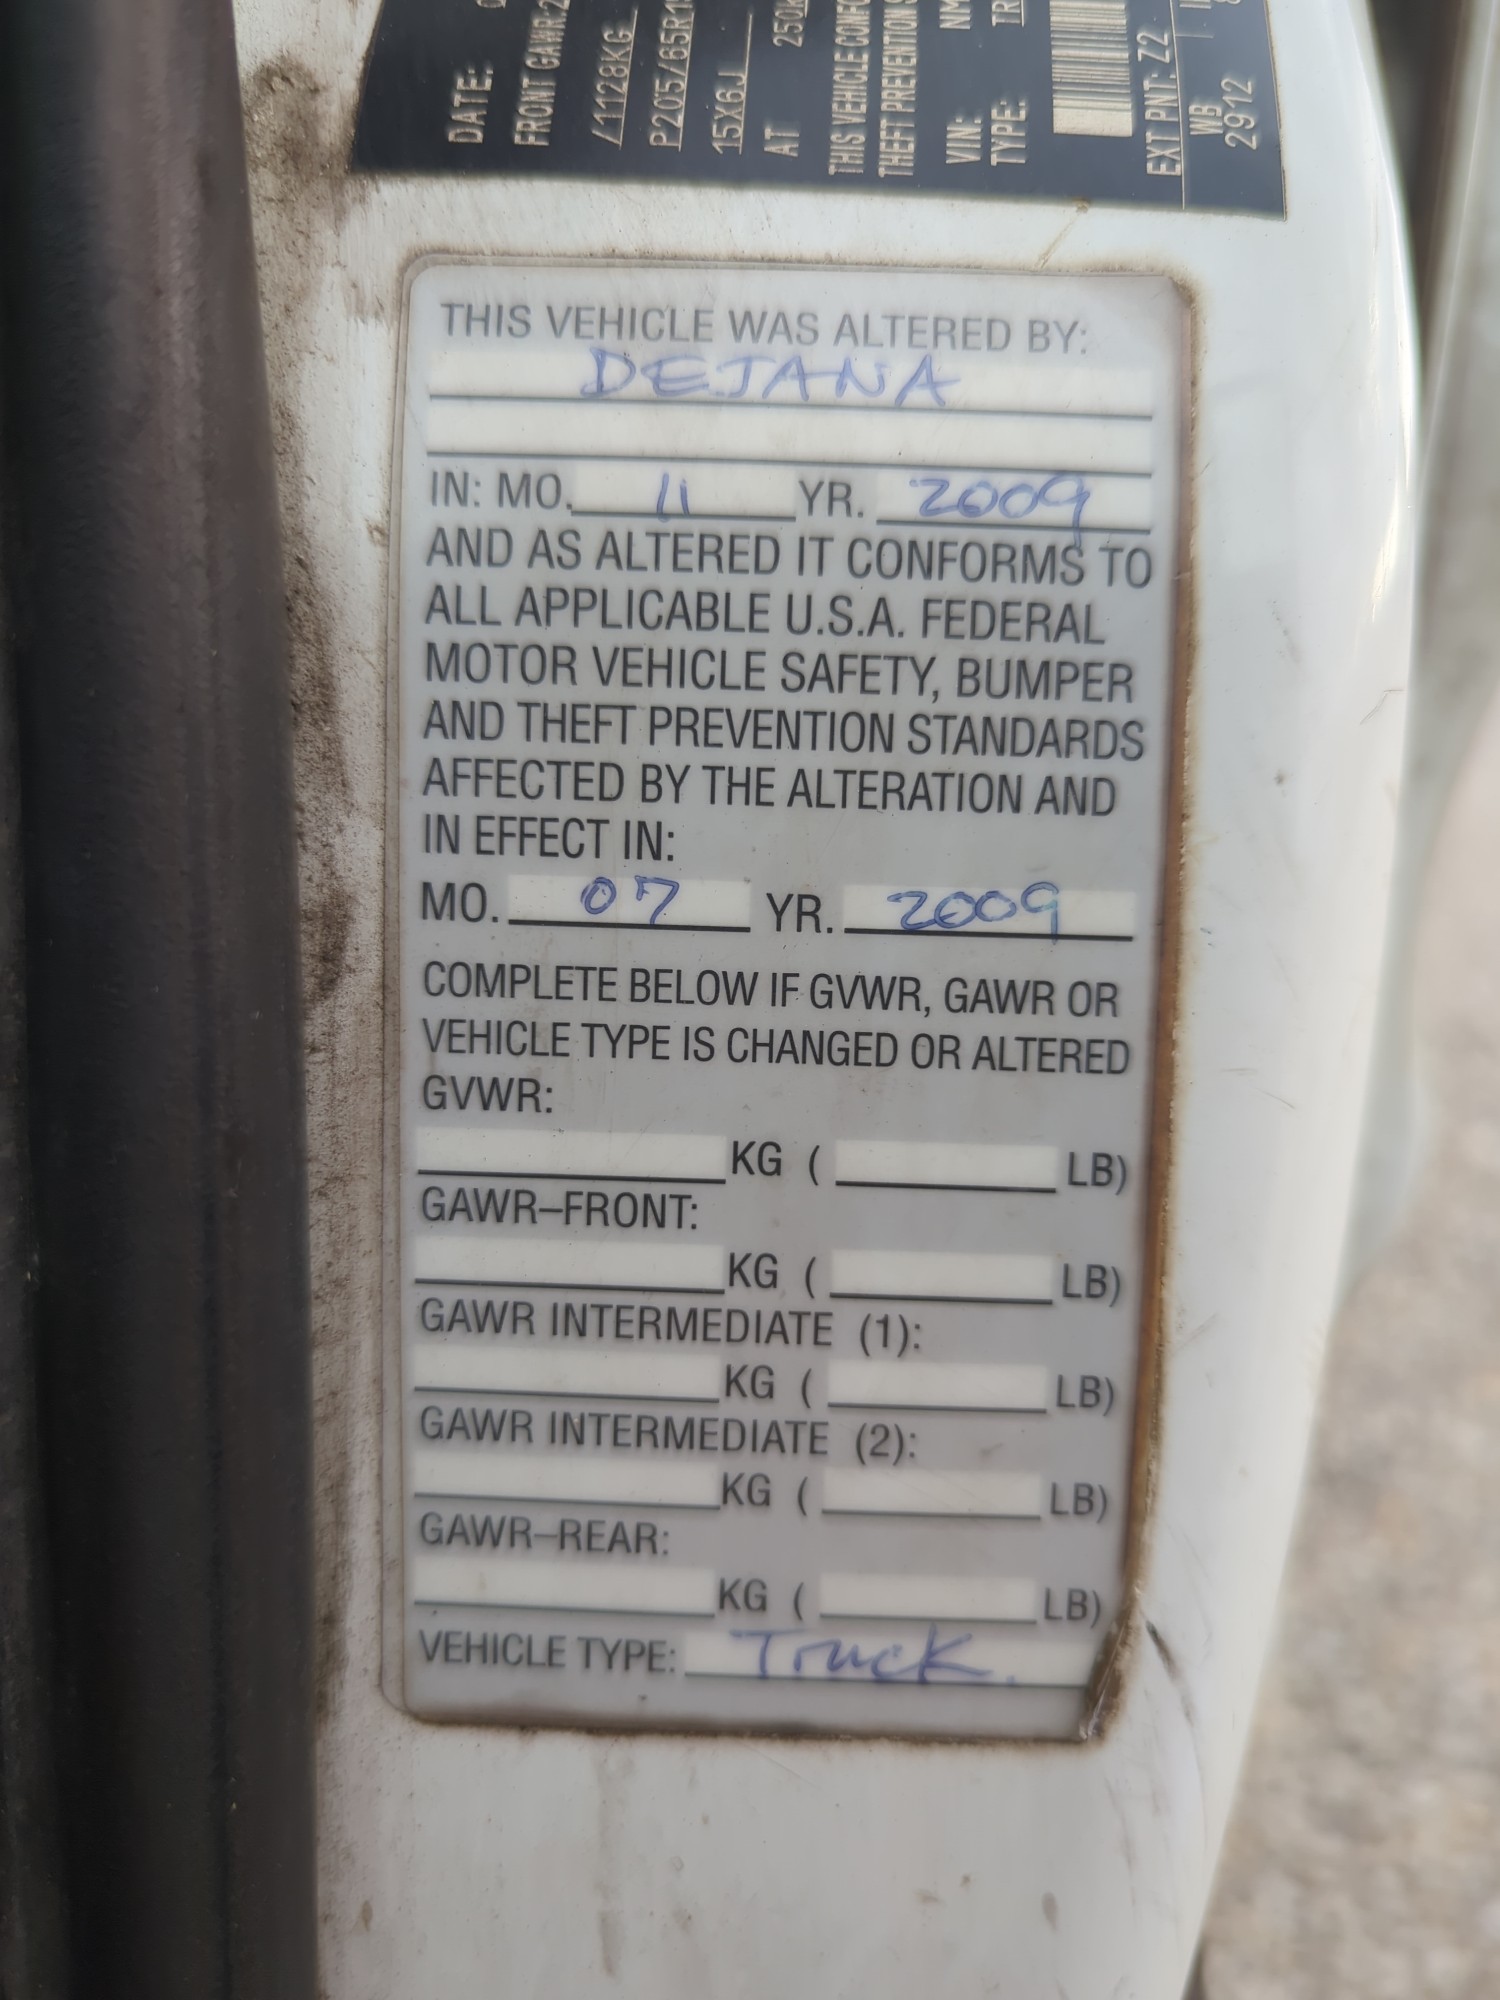 DATE:
FRONT GAWR:2
/1128KG
P205/65R1
15X6J
AT 250
THIS VEHICLE CONFO
THEFT PREVENTION S
VIN: NM
TYPE: TR
EXT PNT: Z2
WB
2912
THIS VEHICLE WAS ALTERED BY:
DEJANA
IN: MO. 11 YR. 2009
AND AS ALTERED IT CONFORMS TO
ALL APPLICABLE U.S.A. FEDERAL
MOTOR VEHICLE SAFETY, BUMPER
AND THEFT PREVENTION STANDARDS
AFFECTED BY THE ALTERATION AND
IN EFFECT IN:
MO. 07 YR. 2009
COMPLETE BELOW IF GVWR, GAWR OR
VEHICLE TYPE IS CHANGED OR ALTERED
GVWR:
KG ( LB)
GAWR–FRONT:
KG ( LB)
GAWR INTERMEDIATE (1):
KG ( LB)
GAWR INTERMEDIATE (2):
KG ( LB)
GAWR–REAR:
KG ( LB)
VEHICLE TYPE: Truck.